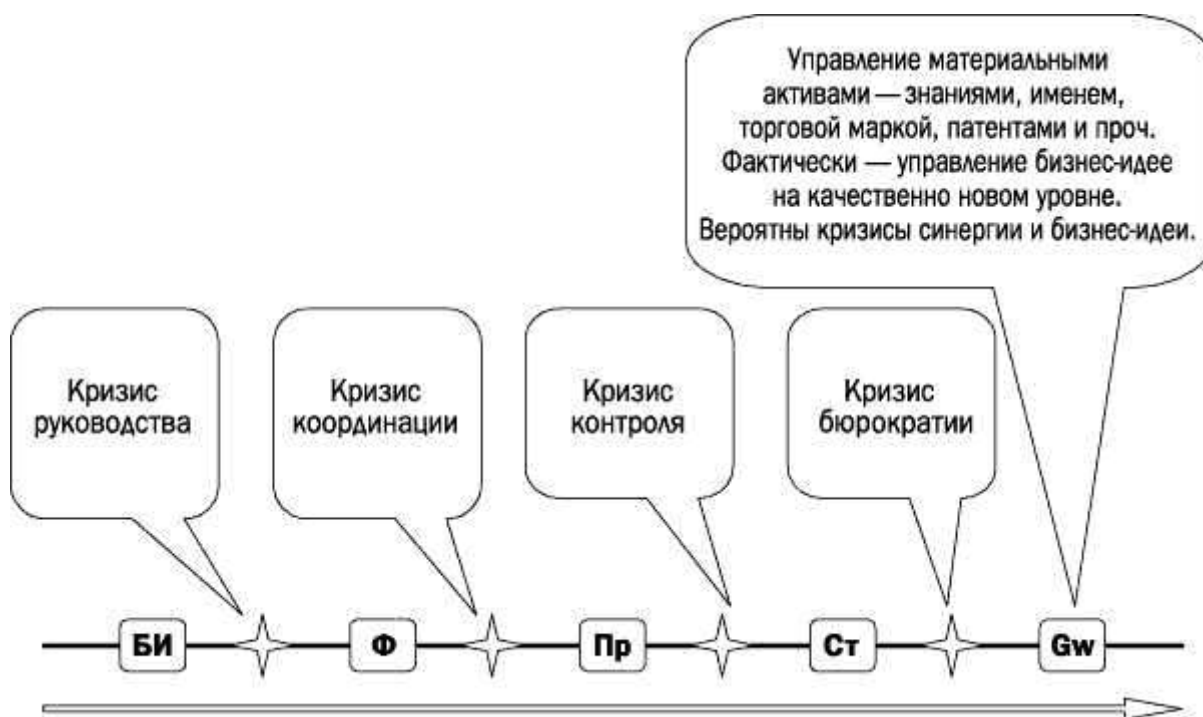 Управление материальными
активами — знаниями, именем,
торговой маркой, патентами и проч.
Фактически — управление бизнес-идее
на качественно новом уровне.
Вероятны кризисы синергии и бизнес-идеи.
Кризис
руководства
Кризис
координации
Кризис
контроля
Кризис
бюрократии
БИ
Ф
Пр
Ст
Gw